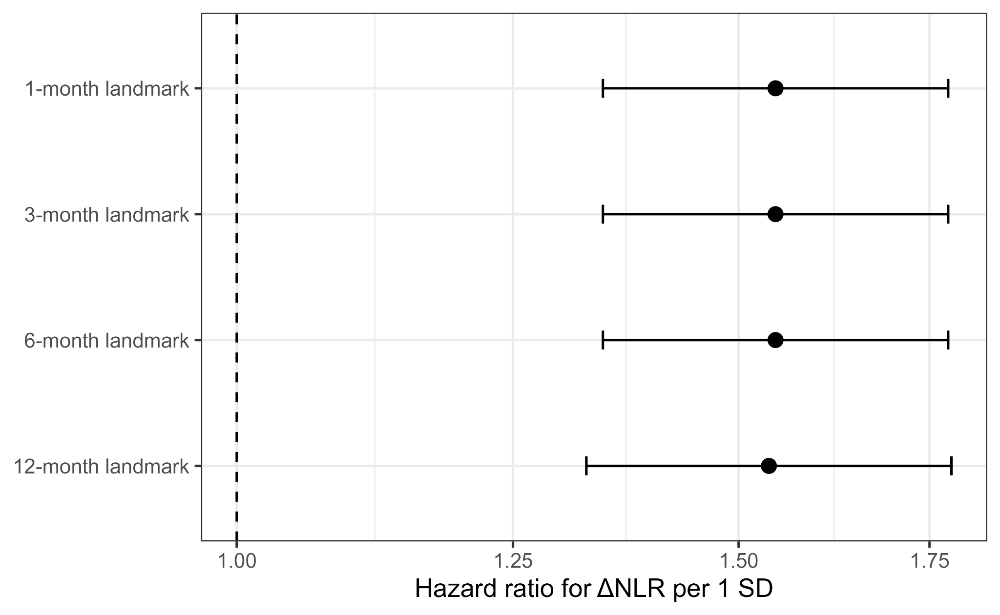 1-month landmark
3-month landmark
6-month landmark
12-month landmark
1.00 1.25 1.50 1.75
Hazard ratio for ΔNLR per 1 SD